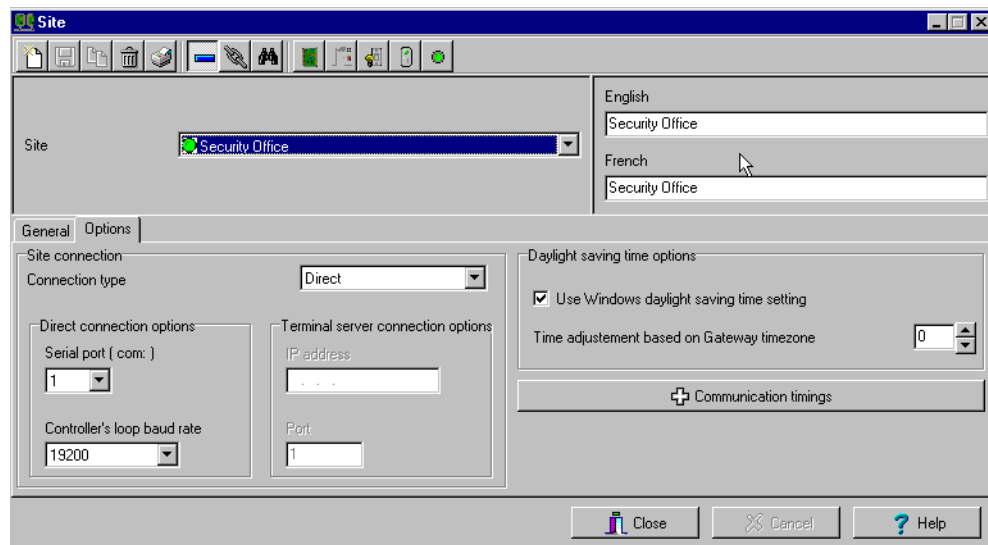 Site
English
Security Office
Site
Security Office
French
Security Office
General Options
Site connection
Connection type
Direct
Direct connection options
Serial port ( com: )
1
Controller's loop baud rate
19200
Terminal server connection options
IP address
. . .
Port
1
Daylight saving time options
Use Windows daylight saving time setting
Time adjustement based on Gateway timezone
0
Communication timings
Close
Cancel
Help